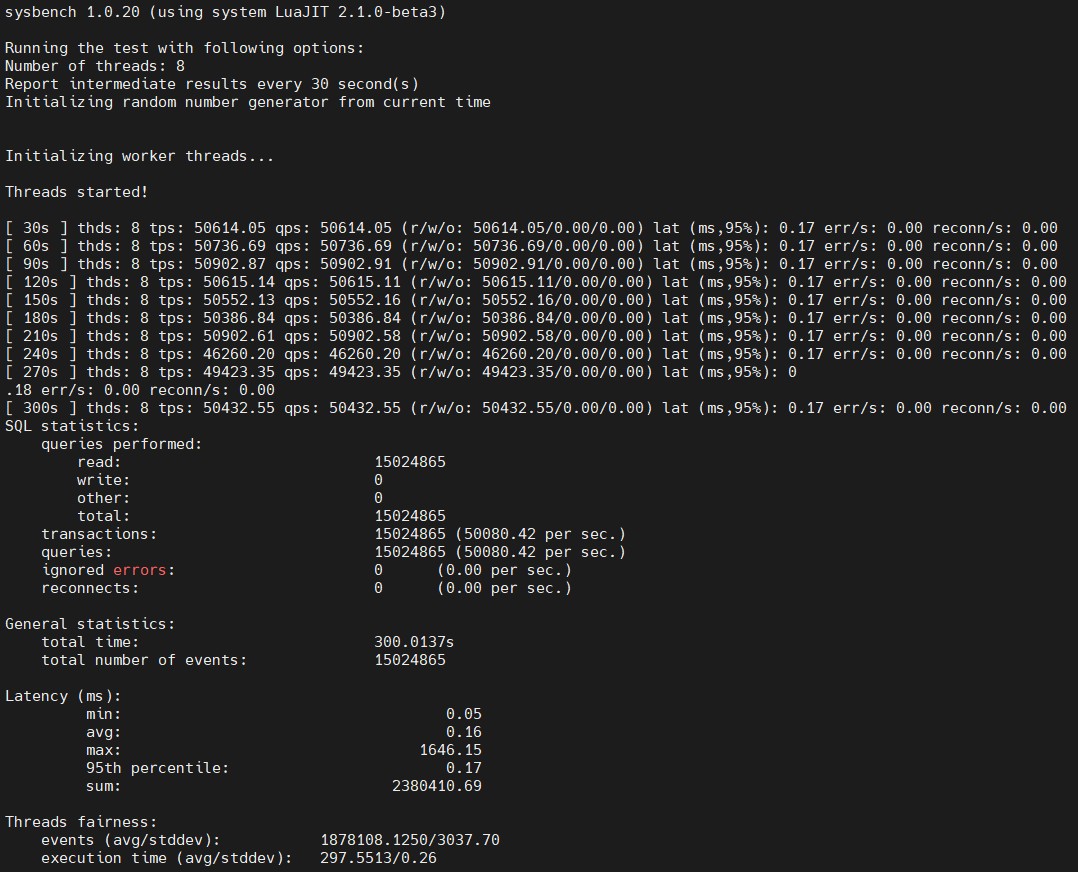 sysbench 1.0.20 (using system LuaJIT 2.1.0-beta3)
Running the test with following options:
Number of threads: 8
Report intermediate results every 30 second(s)
Initializing random number generator from current time
Initializing worker threads...
Threads started!
[ 30s ] thds: 8 tps: 50614.05 qps: 50614.05 (r/w/o: 50614.05/0.00/0.00) lat (ms,95%): 0.17 err/s: 0.00 reconn/s: 0.00
[ 60s ] thds: 8 tps: 50736.69 qps: 50736.69 (r/w/o: 50736.69/0.00/0.00) lat (ms,95%): 0.17 err/s: 0.00 reconn/s: 0.00
[ 90s ] thds: 8 tps: 50902.87 qps: 50902.91 (r/w/o: 50902.91/0.00/0.00) lat (ms,95%): 0.17 err/s: 0.00 reconn/s: 0.00
[ 120s ] thds: 8 tps: 50615.14 qps: 50615.11 (r/w/o: 50615.11/0.00/0.00) lat (ms,95%): 0.17 err/s: 0.00 reconn/s: 0.00
[ 150s ] thds: 8 tps: 50552.13 qps: 50552.16 (r/w/o: 50552.16/0.00/0.00) lat (ms,95%): 0.17 err/s: 0.00 reconn/s: 0.00
[ 180s ] thds: 8 tps: 50386.84 qps: 50386.84 (r/w/o: 50386.84/0.00/0.00) lat (ms,95%): 0.17 err/s: 0.00 reconn/s: 0.00
[ 210s ] thds: 8 tps: 50902.61 qps: 50902.58 (r/w/o: 50902.58/0.00/0.00) lat (ms,95%): 0.17 err/s: 0.00 reconn/s: 0.00
[ 240s ] thds: 8 tps: 46260.20 qps: 46260.20 (r/w/o: 46260.20/0.00/0.00) lat (ms,95%): 0.17 err/s: 0.00 reconn/s: 0.00
[ 270s ] thds: 8 tps: 49423.35 qps: 49423.35 (r/w/o: 49423.35/0.00/0.00) lat (ms,95%): 0
.18 err/s: 0.00 reconn/s: 0.00
[ 300s ] thds: 8 tps: 50432.55 qps: 50432.55 (r/w/o: 50432.55/0.00/0.00) lat (ms,95%): 0.17 err/s: 0.00 reconn/s: 0.00
SQL statistics:
queries performed:
read: 15024865
write: 0
other: 0
total: 15024865
transactions: 15024865 (50080.42 per sec.)
queries: 15024865 (50080.42 per sec.)
ignored errors: 0 (0.00 per sec.)
reconnects: 0 (0.00 per sec.)
General statistics:
total time: 300.0137s
total number of events: 15024865
Latency (ms):
min: 0.05
avg: 0.16
max: 1646.15
95th percentile: 0.17
sum: 2380410.69
Threads fairness:
events (avg/stddev): 1878108.1250/3037.70
execution time (avg/stddev): 297.5513/0.26